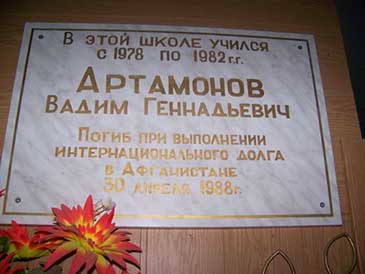 В ЭТОЙ ШКОЛЕ УЧИЛСЯ
С 1978 ПО 1982 г.г.
АРТАМОНОВ
ВАДИМ ГЕННАДЬЕВИЧ
ПОГИБ ПРИ ВЫПОЛНЕНИИ
ИНТЕРНАЦИОНАЛЬНОГО ДОЛГА
В АФГАНИСТАНЕ
30 АПРЕЛЯ 1988г.